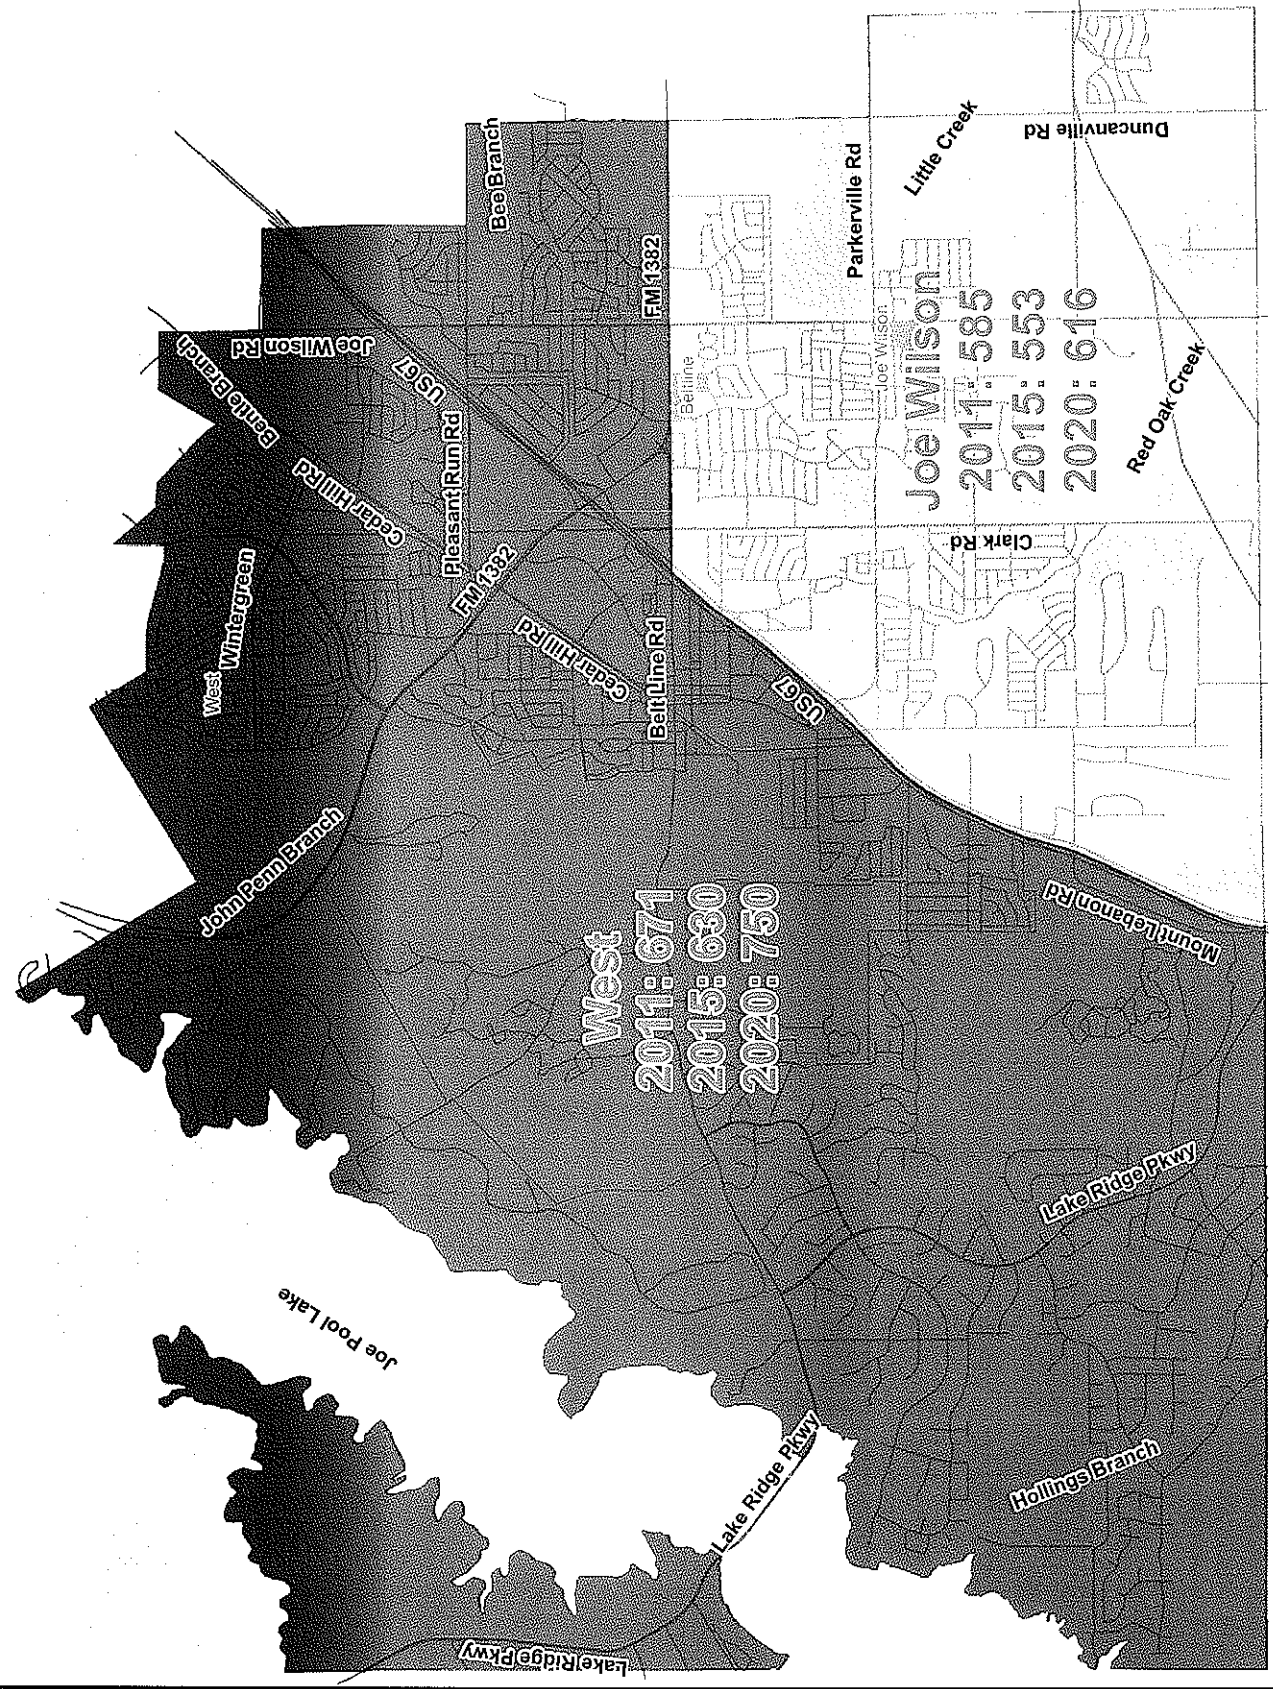 Bee Branch
FM 1382
Parkerville Rd
Little Creek
Duncanville Rd
Joe Wilson Rd
Bentle Branch
US 67
Cedar Hill Rd
Pleasant Run Rd
FM 1382
Beltline
Joe Wilson
Joe Wilson
2011: 585
2015: 553
2020: 616
Red Oak Creek
Clark Rd
West
Wintergreen
Cedar Hill Rd
Belt Line Rd
US 67
John Penn Branch
West
2011: 671
2015: 630
2020: 750
Mount Lebanon Rd
Lake Ridge Pkwy
Joe Pool Lake
Lake Ridge Pkwy
Hollings Branch
Lake Ridge Pkwy